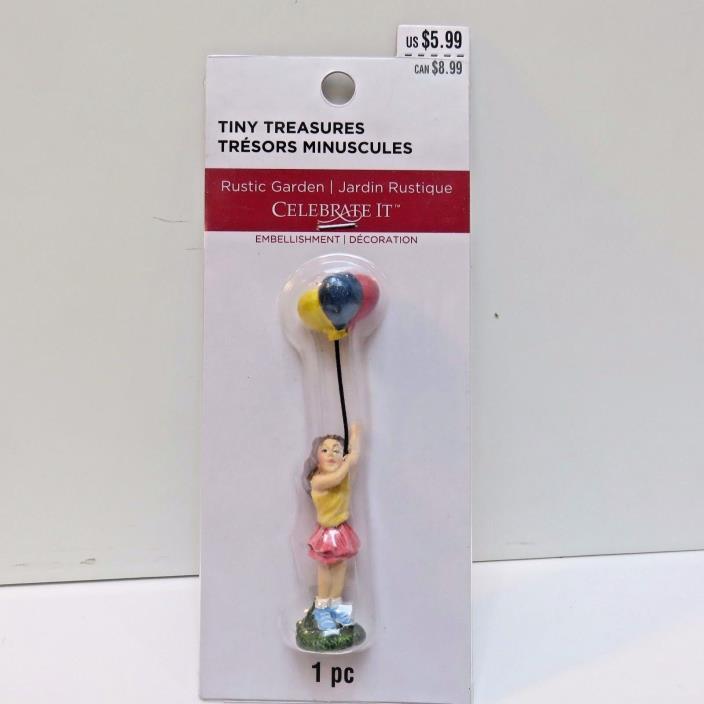 US $5.99
CAN $8.99
TINY TREASURES
TRÉSORS MINUSCULES
Rustic Garden | Jardin Rustique
CELEBRATE IT™
EMBELLISHMENT | DÉCORATION
1 pc